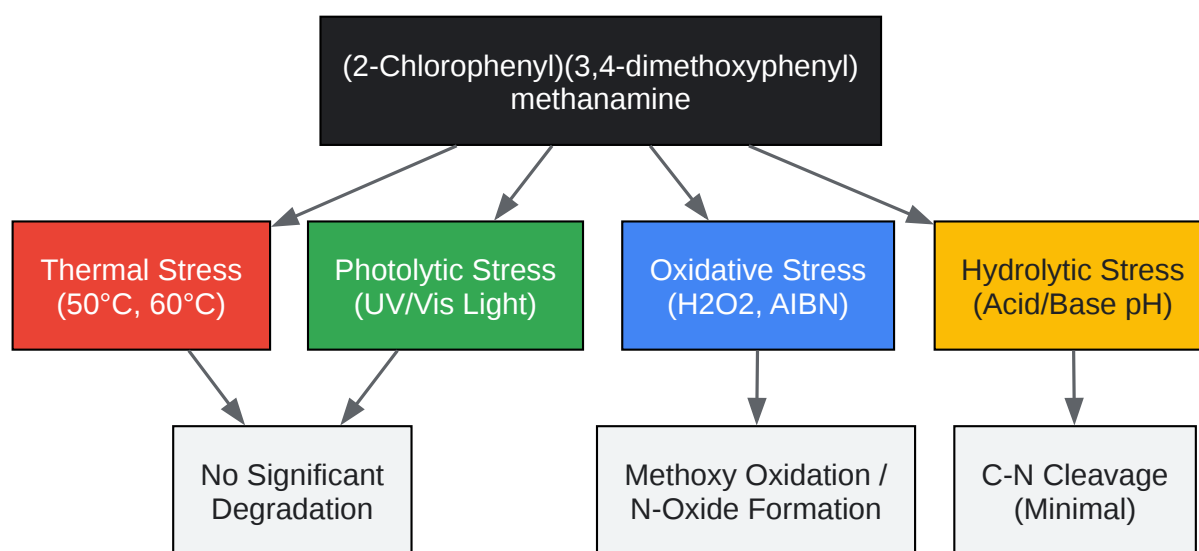 (2-Chlorophenyl)(3,4-dimethoxyphenyl)
methanamine
Thermal Stress
(50°C, 60°C)
Photolytic Stress
(UV/Vis Light)
Oxidative Stress
(H2O2, AIBN)
Hydrolytic Stress
(Acid/Base pH)
No Significant
Degradation
Methoxy Oxidation /
N-Oxide Formation
C-N Cleavage
(Minimal)